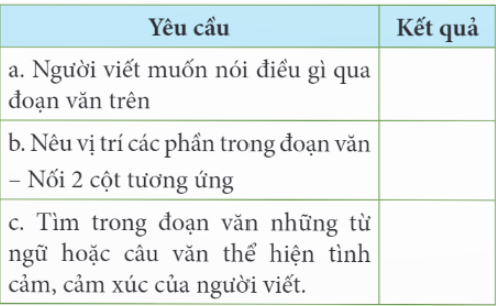 Yêu cầu Kết quả
a. Người viết muốn nói điều gì qua
đoạn văn trên
b. Nêu vị trí các phần trong đoạn văn
– Nối 2 cột tương ứng
c. Tìm trong đoạn văn những từ
ngữ hoặc câu văn thể hiện tình
cảm, cảm xúc của người viết.